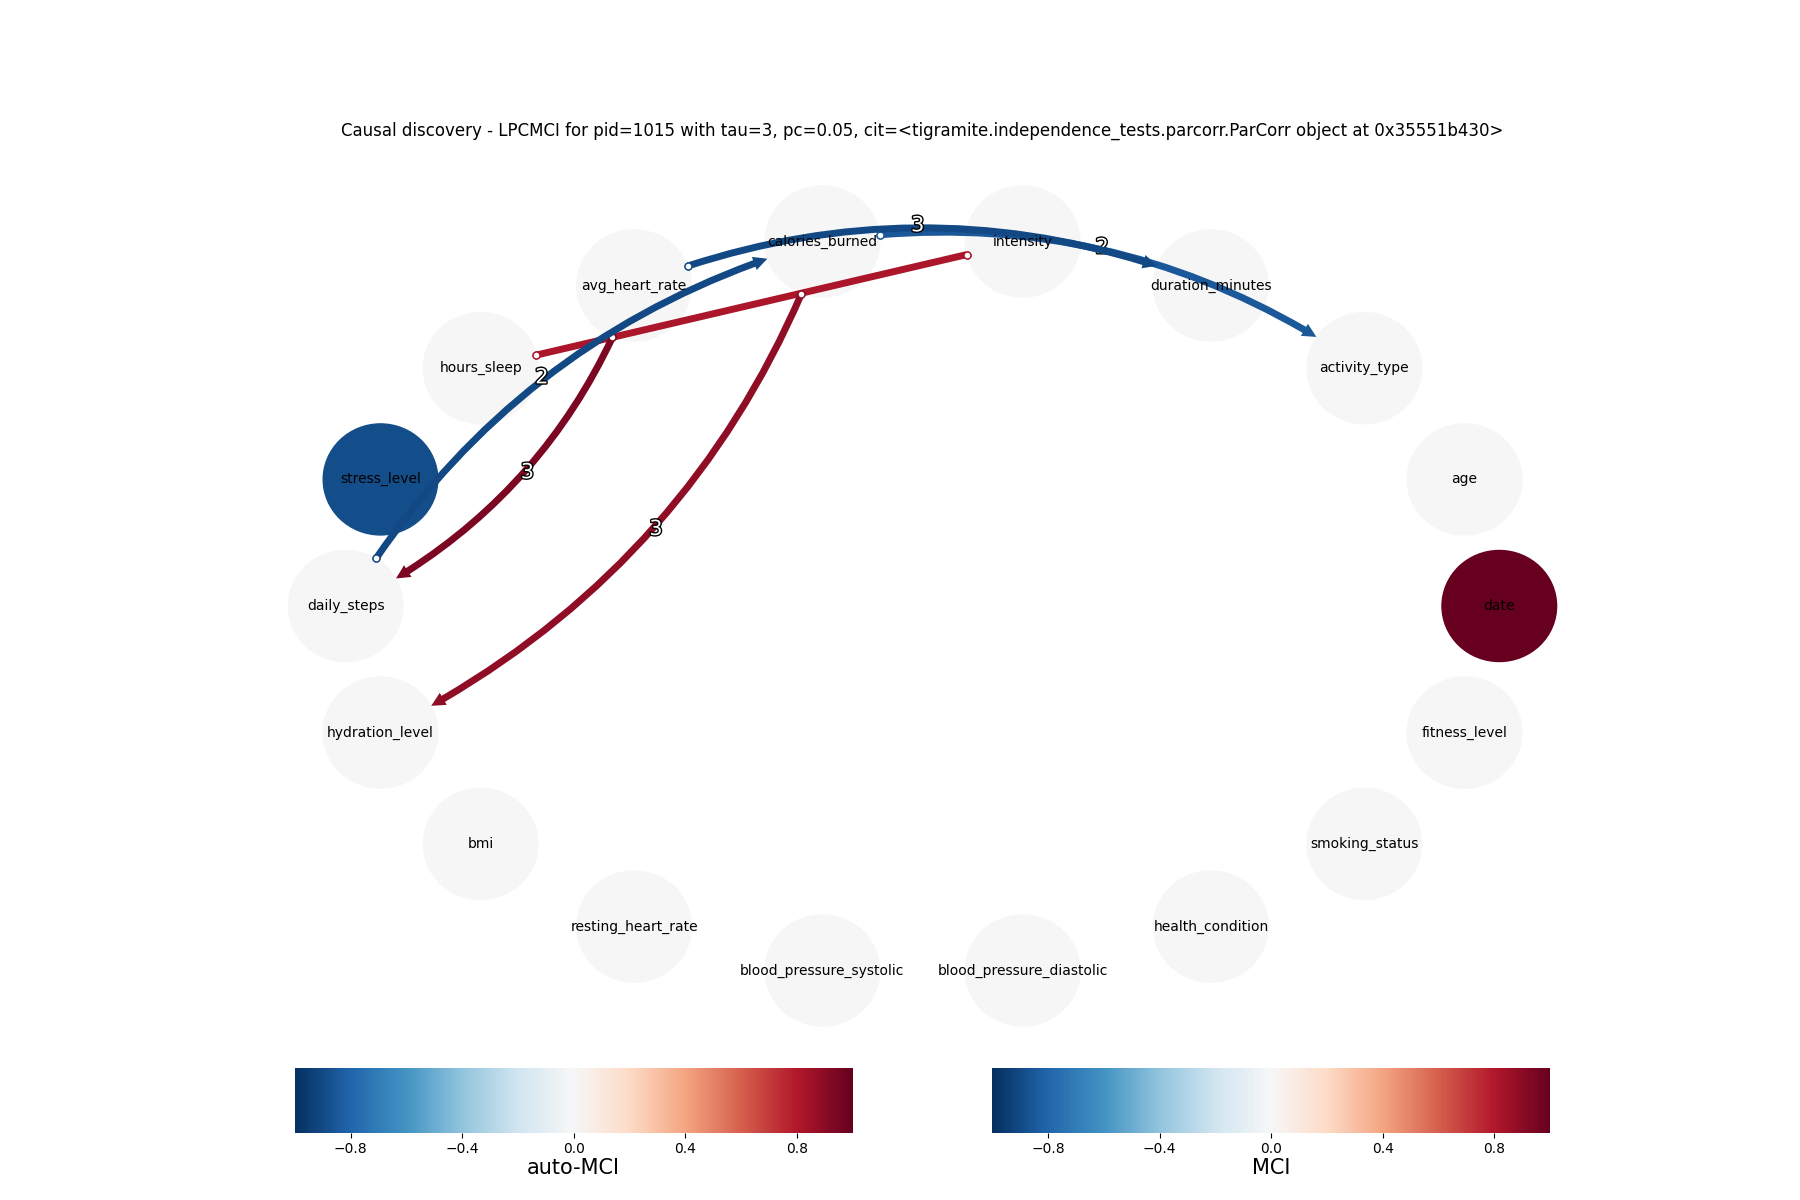 Causal discovery - LPCMCI for pid=1015 with tau=3, pc=0.05, cit=<tigramite.independence_tests.parcorr.ParCorr object at 0x35551b430>
3
calories_burned
intensity
2
avg_heart_rate
duration_minutes
hours_sleep
activity_type
2
3
stress_level
age
3
daily_steps
date
hydration_level
fitness_level
bmi
smoking_status
resting_heart_rate
health_condition
blood_pressure_systolic
blood_pressure_diastolic
−0.8 −0.4 0.0 0.4 0.8
auto-MCI
−0.8 −0.4 0.0 0.4 0.8
MCI